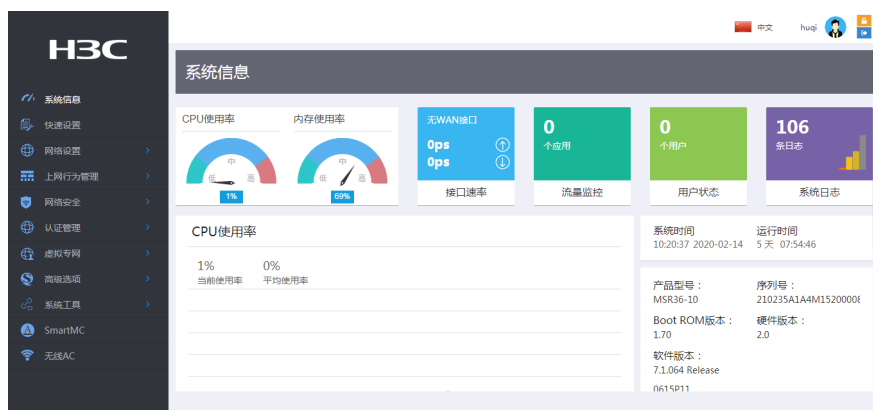 H3C
中文
huqi
系统信息
系统信息
快速设置
网络设置
上网行为管理
网络安全
认证管理
虚拟专网
高级选项
系统工具
SmartMC
无线AC
CPU使用率
内存使用率
低
中
高
1%
低
中
高
69%
无WAN接口
0ps
0ps
接口速率
0
个应用
流量监控
0
个用户
用户状态
106
条日志
系统日志
CPU使用率
1%
当前使用率
0%
平均使用率
系统时间
10:20:37 2020-02-14
运行时间
5 天 07:54:46
产品型号：
MSR36-10
序列号：
210235A1A4M15200008
Boot ROM版本：
1.70
硬件版本：
2.0
软件版本：
7.1.064 Release
0615P11